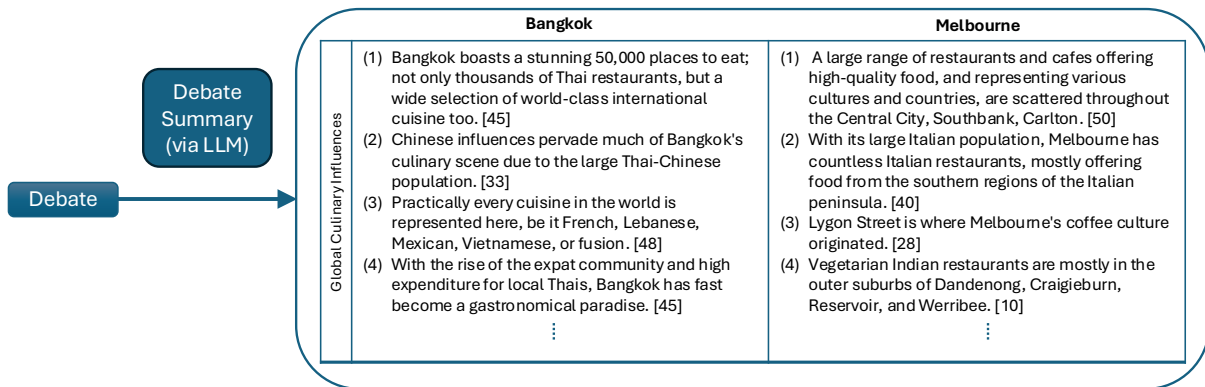 Bangkok
Melbourne
Debate
Summary
(via LLM)
Debate
Global Culinary Influences
(1) Bangkok boasts a stunning 50,000 places to eat;
not only thousands of Thai restaurants, but a
wide selection of world-class international
cuisine too. [45]
(2) Chinese influences pervade much of Bangkok's
culinary scene due to the large Thai-Chinese
population. [33]
(3) Practically every cuisine in the world is
represented here, be it French, Lebanese,
Mexican, Vietnamese, or fusion. [48]
(4) With the rise of the expat community and high
expenditure for local Thais, Bangkok has fast
become a gastronomical paradise. [45]
(1) A large range of restaurants and cafes offering
high-quality food, and representing various
cultures and countries, are scattered throughout
the Central City, Southbank, Carlton. [50]
(2) With its large Italian population, Melbourne has
countless Italian restaurants, mostly offering
food from the southern regions of the Italian
peninsula. [40]
(3) Lygon Street is where Melbourne's coffee culture
originated. [28]
(4) Vegetarian Indian restaurants are mostly in the
outer suburbs of Dandenong, Craigieburn,
Reservoir, and Werribee. [10]